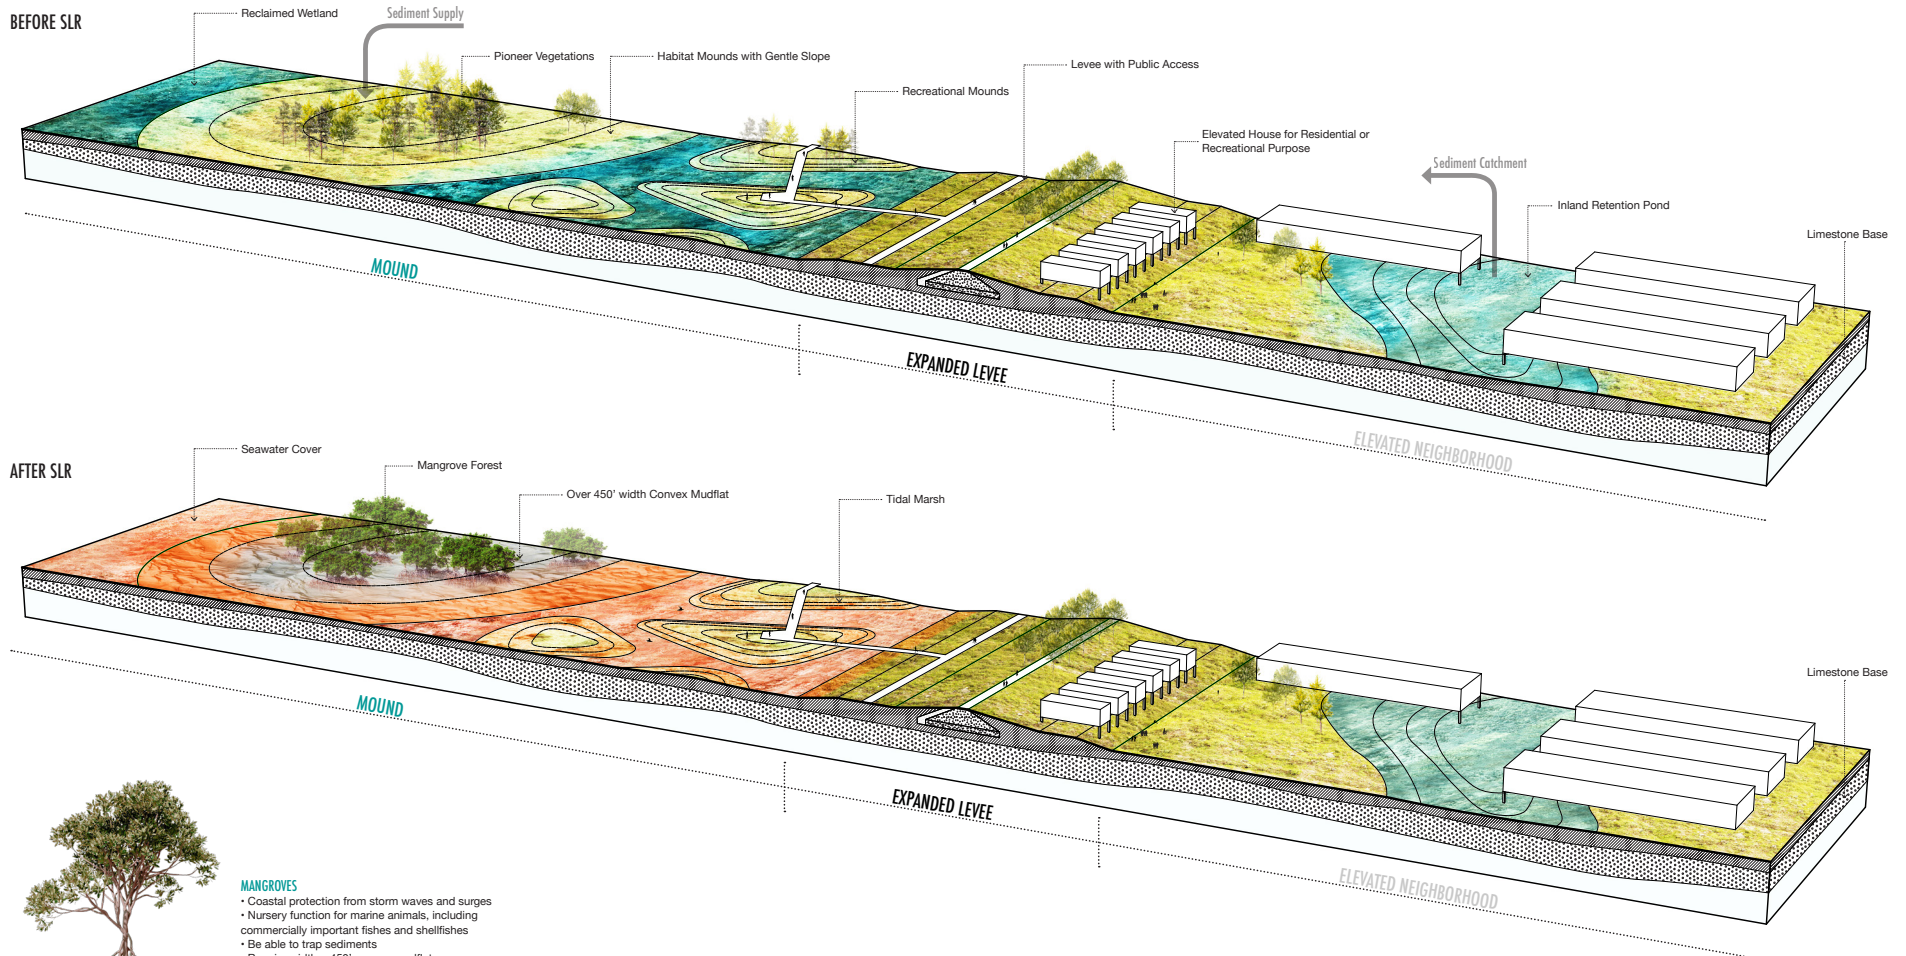 BEFORE SLR
Reclaimed Wetland
Sediment Supply
Pioneer Vegetations
Habitat Mounds with Gentle Slope
Recreational Mounds
Levee with Public Access
Elevated House for Residential or
Recreational Purpose
Sediment Catchment
Inland Retention Pond
Limestone Base
MOUND
EXPANDED LEVEE
ELEVATED NEIGHBORHOOD
AFTER SLR
Seawater Cover
Mangrove Forest
Over 450' width Convex Mudflat
Tidal Marsh
Limestone Base
MOUND
EXPANDED LEVEE
ELEVATED NEIGHBORHOOD
MANGROVES
• Coastal protection from storm waves and surges
• Nursery function for marine animals, including
commercially important fishes and shellfishes
• Be able to trap sediments